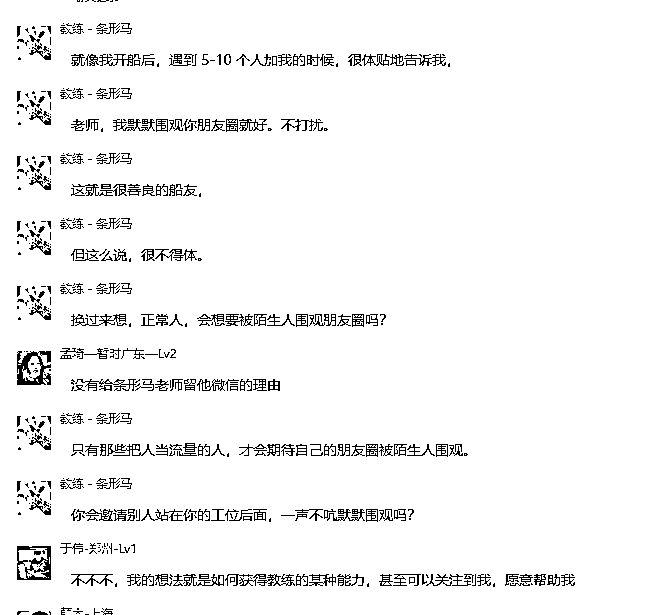 教练 - 条形马
就像我开船后，遇到 5-10 个人加我的时候，很体贴地告诉我，
教练 - 条形马
老师，我默默围观你朋友圈就好。不打扰。
教练 - 条形马
这就是很善良的船友，
教练 - 条形马
但这么说，很不得体。
教练 - 条形马
换过来想，正常人，会想要被陌生人围观朋友圈吗？
孟琦—暂时广东—Lv2
没有给条形马老师留他微信的理由
教练 - 条形马
只有那些把人当流量的人，才会期待自己的朋友圈被陌生人围观。
教练 - 条形马
你会邀请别人站在你的工位后面，一声不吭默默围观吗？
于伟-郑州-Lv1
不不不，我的想法就是如何获得教练的某种能力，甚至可以关注到我，愿意帮助我